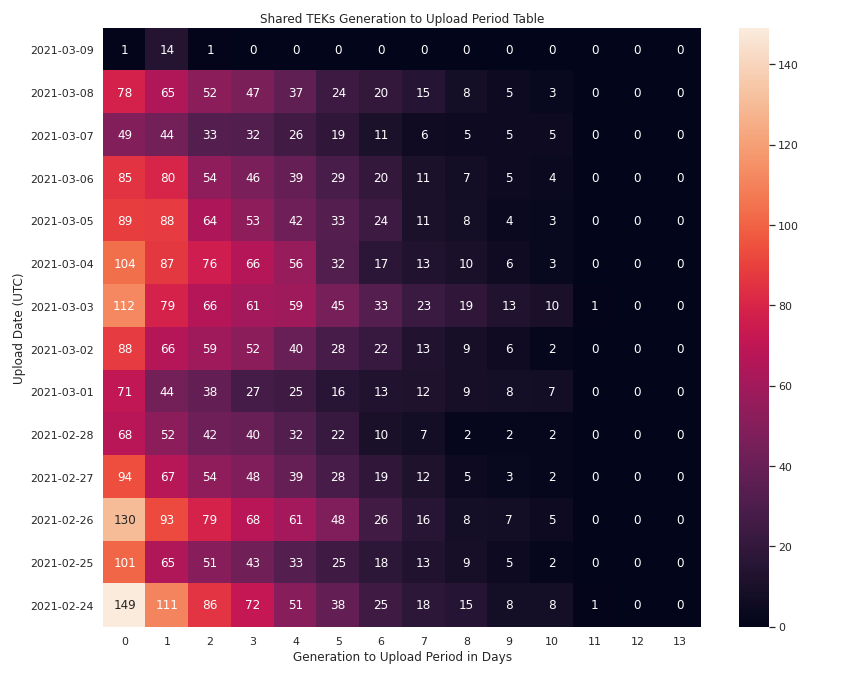 Shared TEKs Generation to Upload Period Table
2021-03-09 1 14 1 0 0 0 0 0 0 0 0 0 0 0
2021-03-08 78 65 52 47 37 24 20 15 8 5 3 0 0 0
2021-03-07 49 44 33 32 26 19 11 6 5 5 5 0 0 0
2021-03-06 85 80 54 46 39 29 20 11 7 5 4 0 0 0
2021-03-05 89 88 64 53 42 33 24 11 8 4 3 0 0 0
2021-03-04 104 87 76 66 56 32 17 13 10 6 3 0 0 0
2021-03-03 112 79 66 61 59 45 33 23 19 13 10 1 0 0
2021-03-02 88 66 59 52 40 28 22 13 9 6 2 0 0 0
2021-03-01 71 44 38 27 25 16 13 12 9 8 7 0 0 0
2021-02-28 68 52 42 40 32 22 10 7 2 2 2 0 0 0
2021-02-27 94 67 54 48 39 28 19 12 5 3 2 0 0 0
2021-02-26 130 93 79 68 61 48 26 16 8 7 5 0 0 0
2021-02-25 101 65 51 43 33 25 18 13 9 5 2 0 0 0
2021-02-24 149 111 86 72 51 38 25 18 15 8 8 1 0 0
0 1 2 3 4 5 6 7 8 9 10 11 12 13
Generation to Upload Period in Days
Upload Date (UTC)
140
120
100
80
60
40
20
0